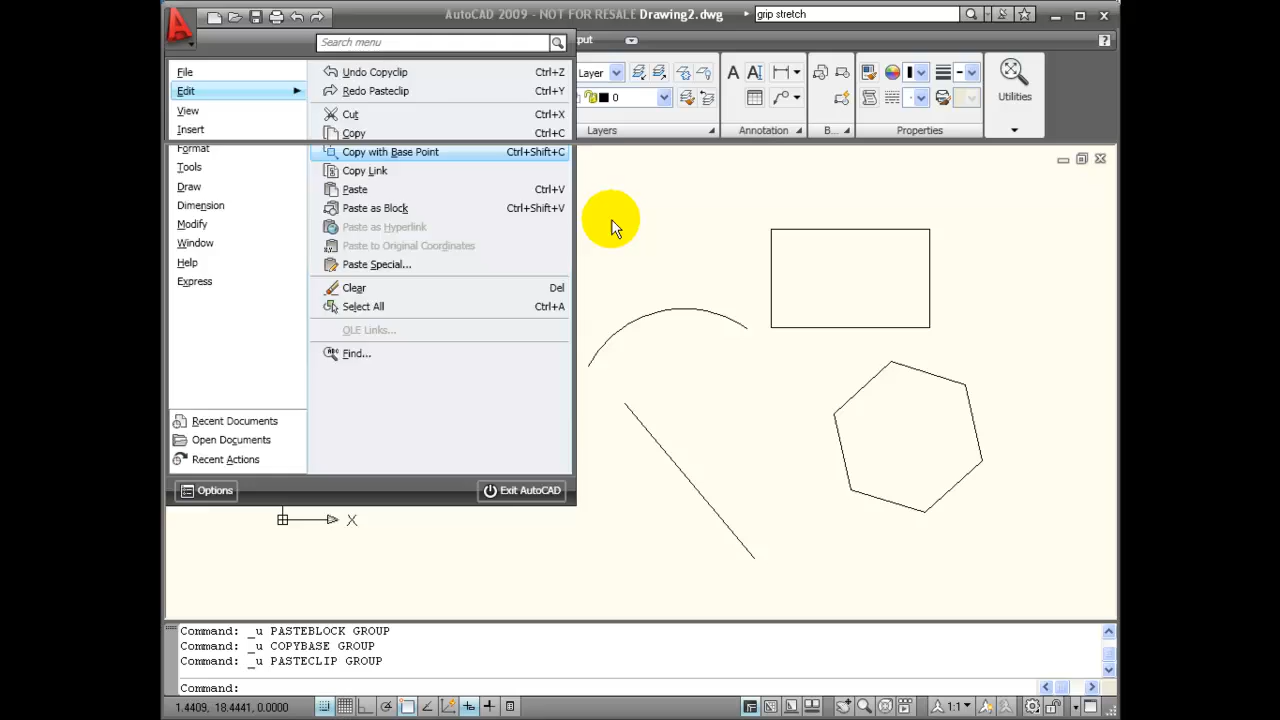 AutoCAD 2009 - NOT FOR RESALE Drawing2.dwg
grip stretch
Search menu
put
File
Edit
View
Insert
Format
Tools
Draw
Dimension
Modify
Window
Help
Express
Undo Copyclip Ctrl+Z
Redo Pasteclip Ctrl+Y
Cut Ctrl+X
Copy Ctrl+C
Copy with Base Point Ctrl+Shift+C
Copy Link
Paste Ctrl+V
Paste as Block Ctrl+Shift+V
Paste as Hyperlink
Paste to Original Coordinates
Paste Special...
Clear Del
Select All Ctrl+A
OLE Links...
Find...
Recent Documents
Open Documents
Recent Actions
Options
Exit AutoCAD
Layer
0
Layers
Annotation
B...
Properties
Utilities
X
Command: _u PASTEBLOCK GROUP
Command: _u COPYBASE GROUP
Command: _u PASTECLIP GROUP
Command:
1.4409, 18.4441, 0.0000
1:1